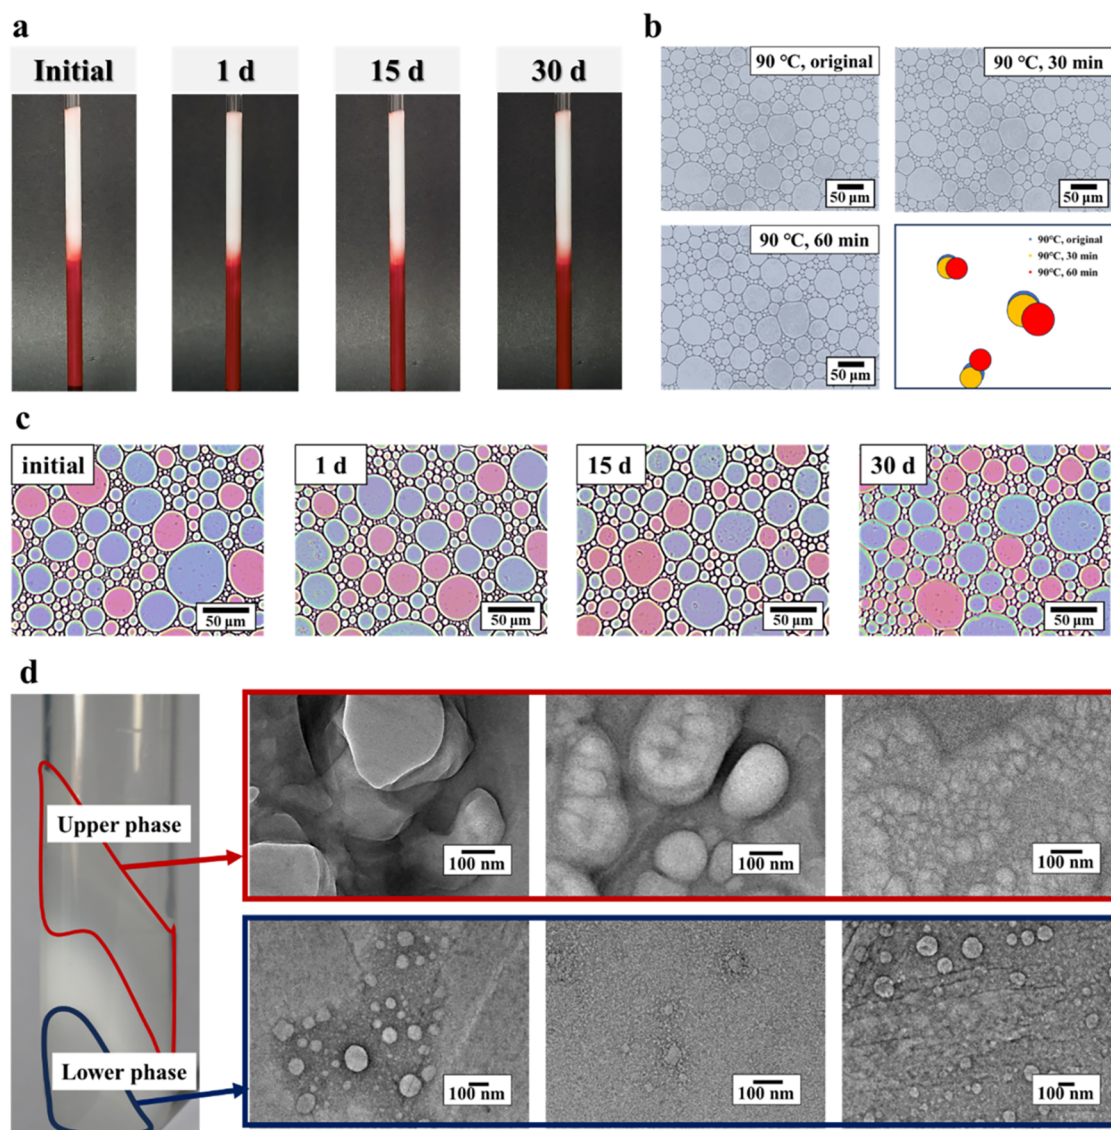 a
Initial
1 d
15 d
30 d
b
90 °C, original
50 μm
90 °C, 30 min
50 μm
90 °C, 60 min
50 μm
90°C, original
90°C, 30 min
90°C, 60 min
c
initial
50 μm
1 d
50 μm
15 d
50 μm
30 d
50 μm
d
Upper phase
100 nm
100 nm
100 nm
Lower phase
100 nm
100 nm
100 nm